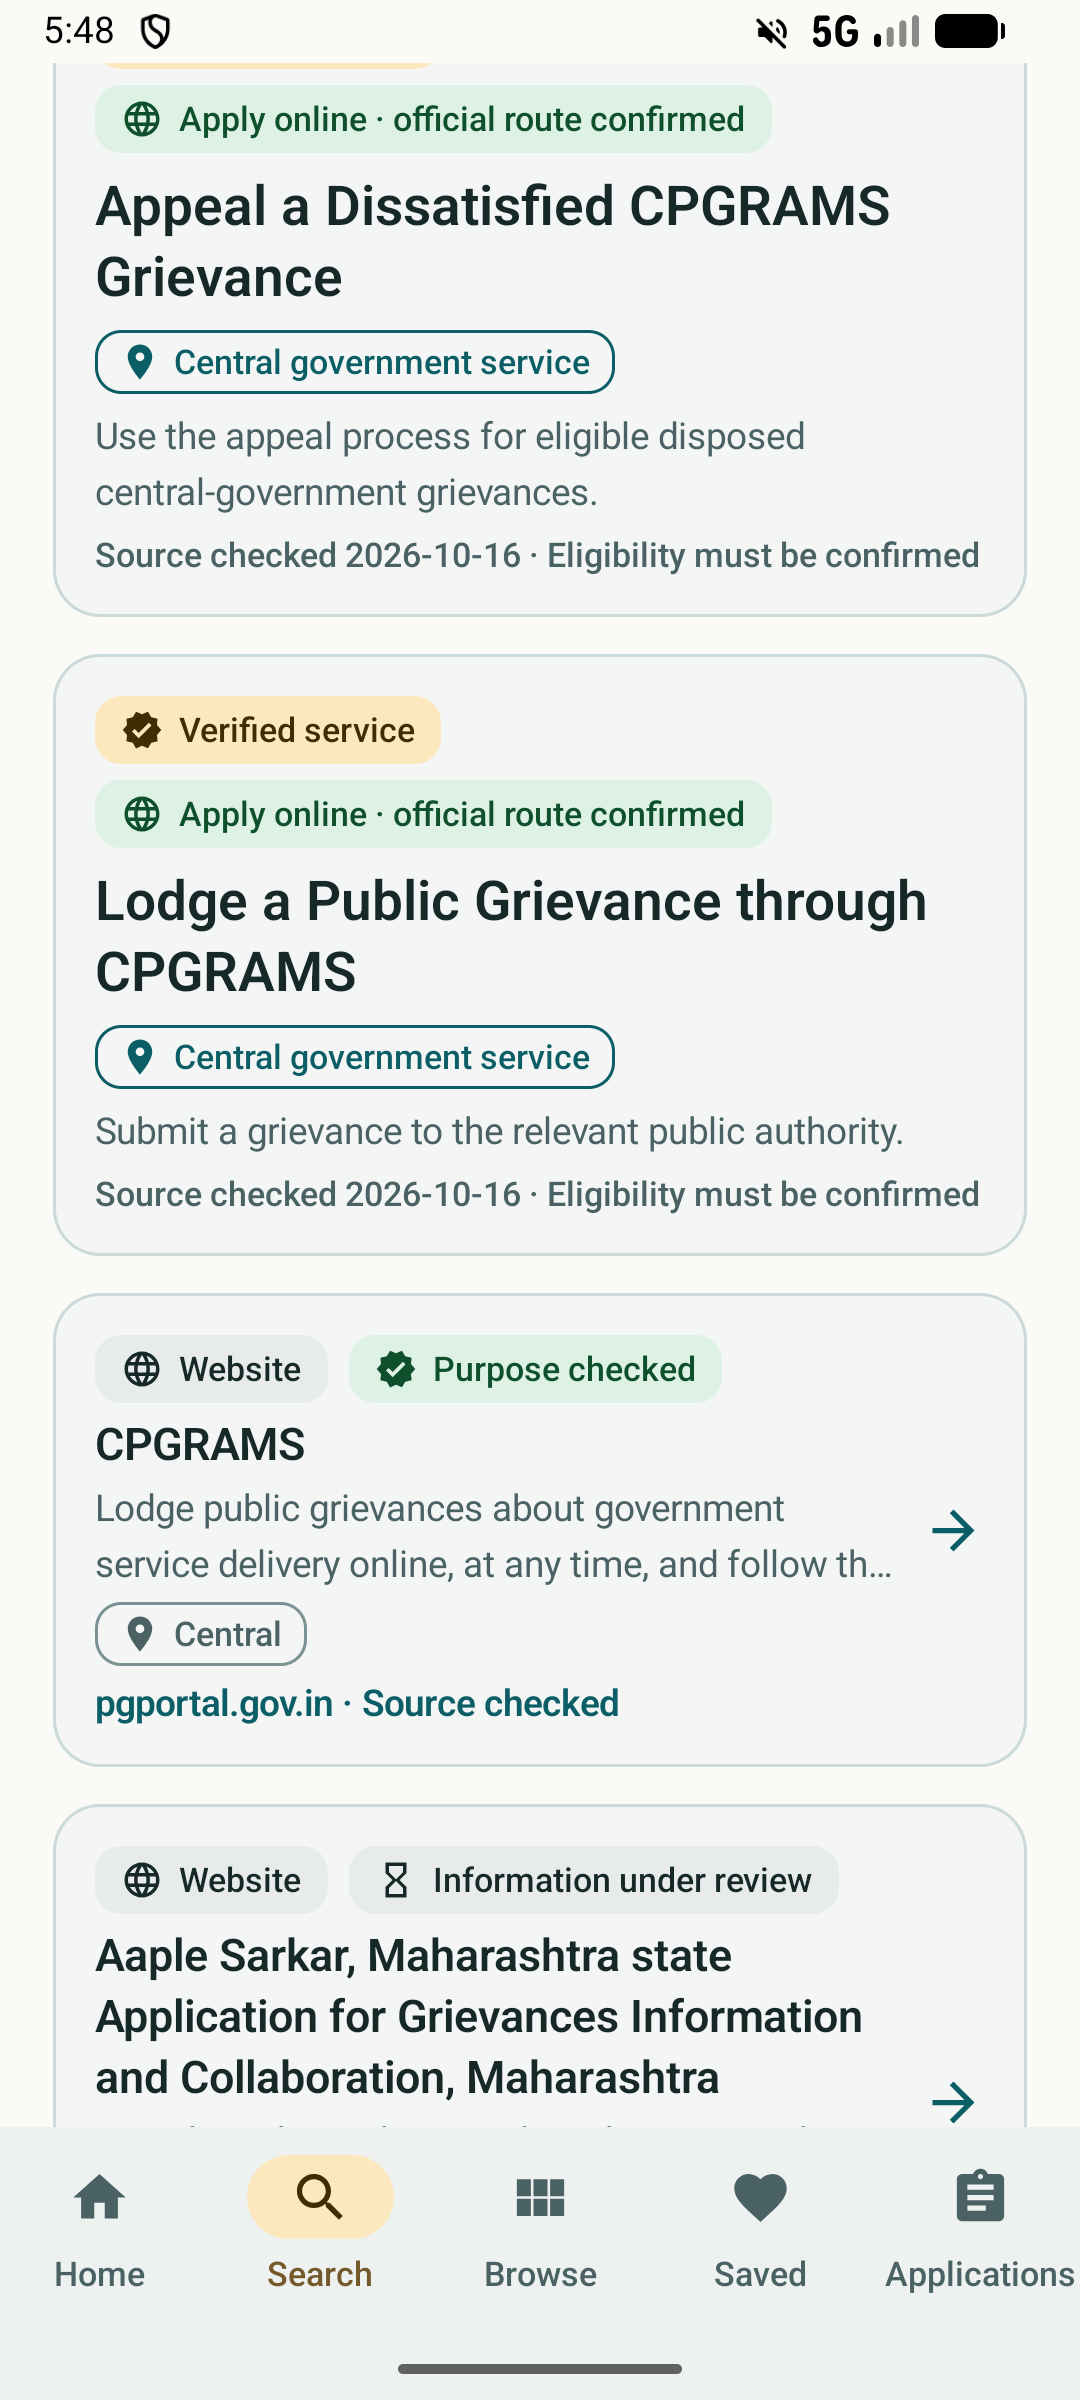 5:48
5G
Apply online · official route confirmed
Appeal a Dissatisfied CPGRAMS
Grievance
Central government service
Use the appeal process for eligible disposed
central-government grievances.
Source checked 2026-10-16 · Eligibility must be confirmed
Verified service
Apply online · official route confirmed
Lodge a Public Grievance through
CPGRAMS
Central government service
Submit a grievance to the relevant public authority.
Source checked 2026-10-16 · Eligibility must be confirmed
Website
Purpose checked
CPGRAMS
Lodge public grievances about government
service delivery online, at any time, and follow th...
Central
pgportal.gov.in · Source checked
Website
Information under review
Aaple Sarkar, Maharashtra state
Application for Grievances Information
and Collaboration, Maharashtra
Home
Search
Browse
Saved
Applications